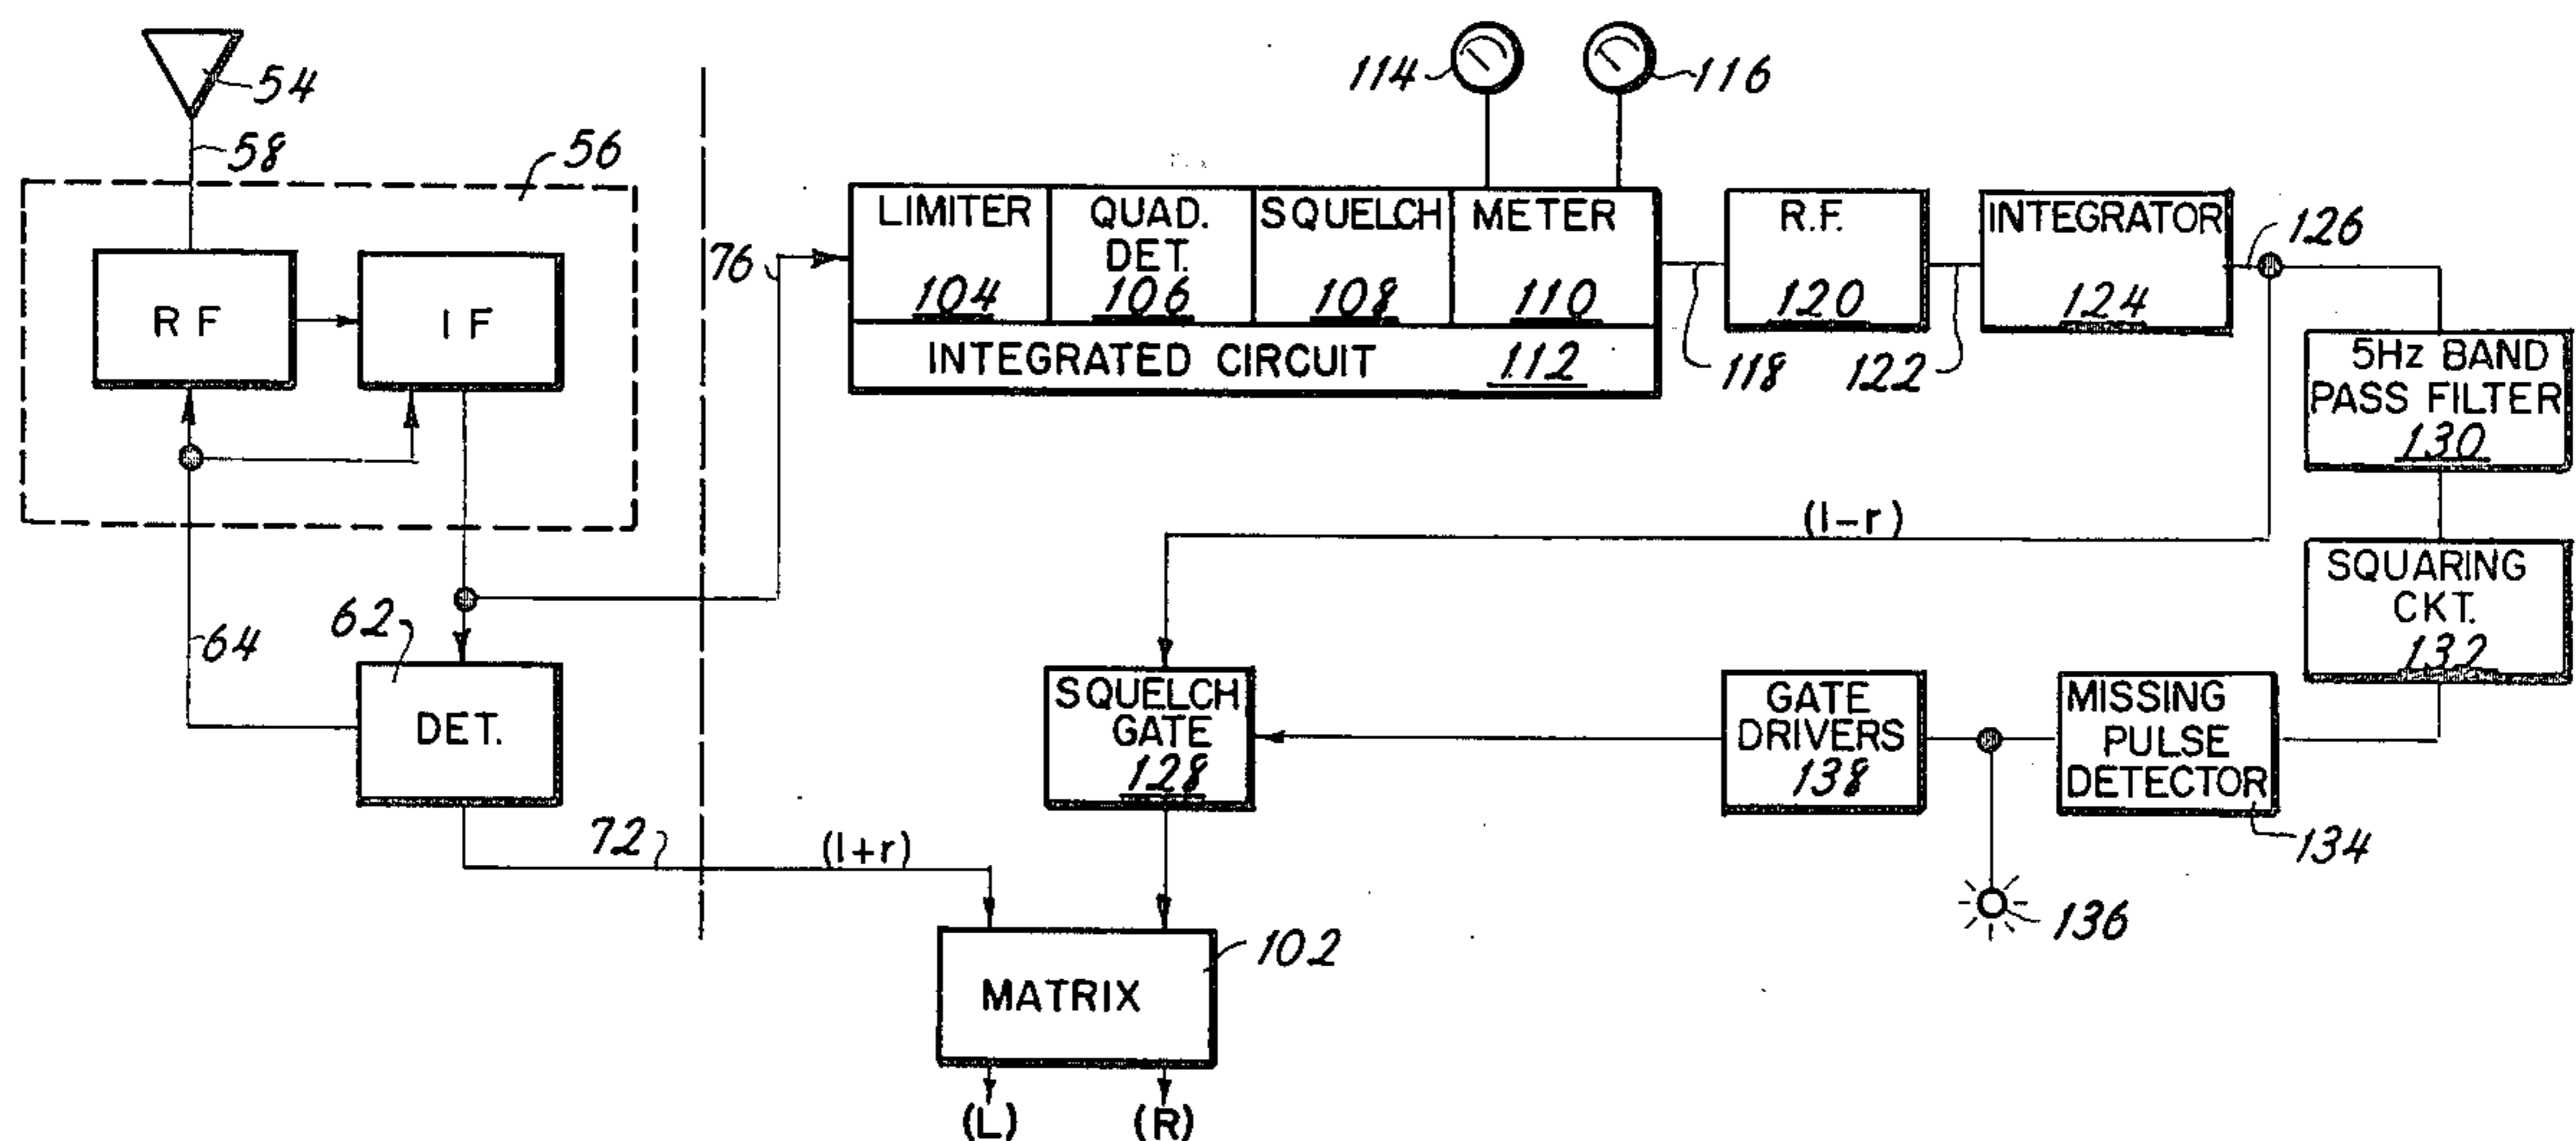 54
58
56
RF
IF
64
62
DET.
72
76
(l+r)
114
116
LIMITER
104
QUAD.
DET.
106
SQUELCH
108
METER
110
INTEGRATED CIRCUIT 112
118
R.F.
120
122
INTEGRATOR
124
126
5Hz BAND
PASS FILTER
130
(l-r)
SQUARING
CKT.
132
MISSING
PULSE
DETECTOR
134
136
GATE
DRIVERS
138
SQUELCH
GATE
128
MATRIX
102
(L)
(R)